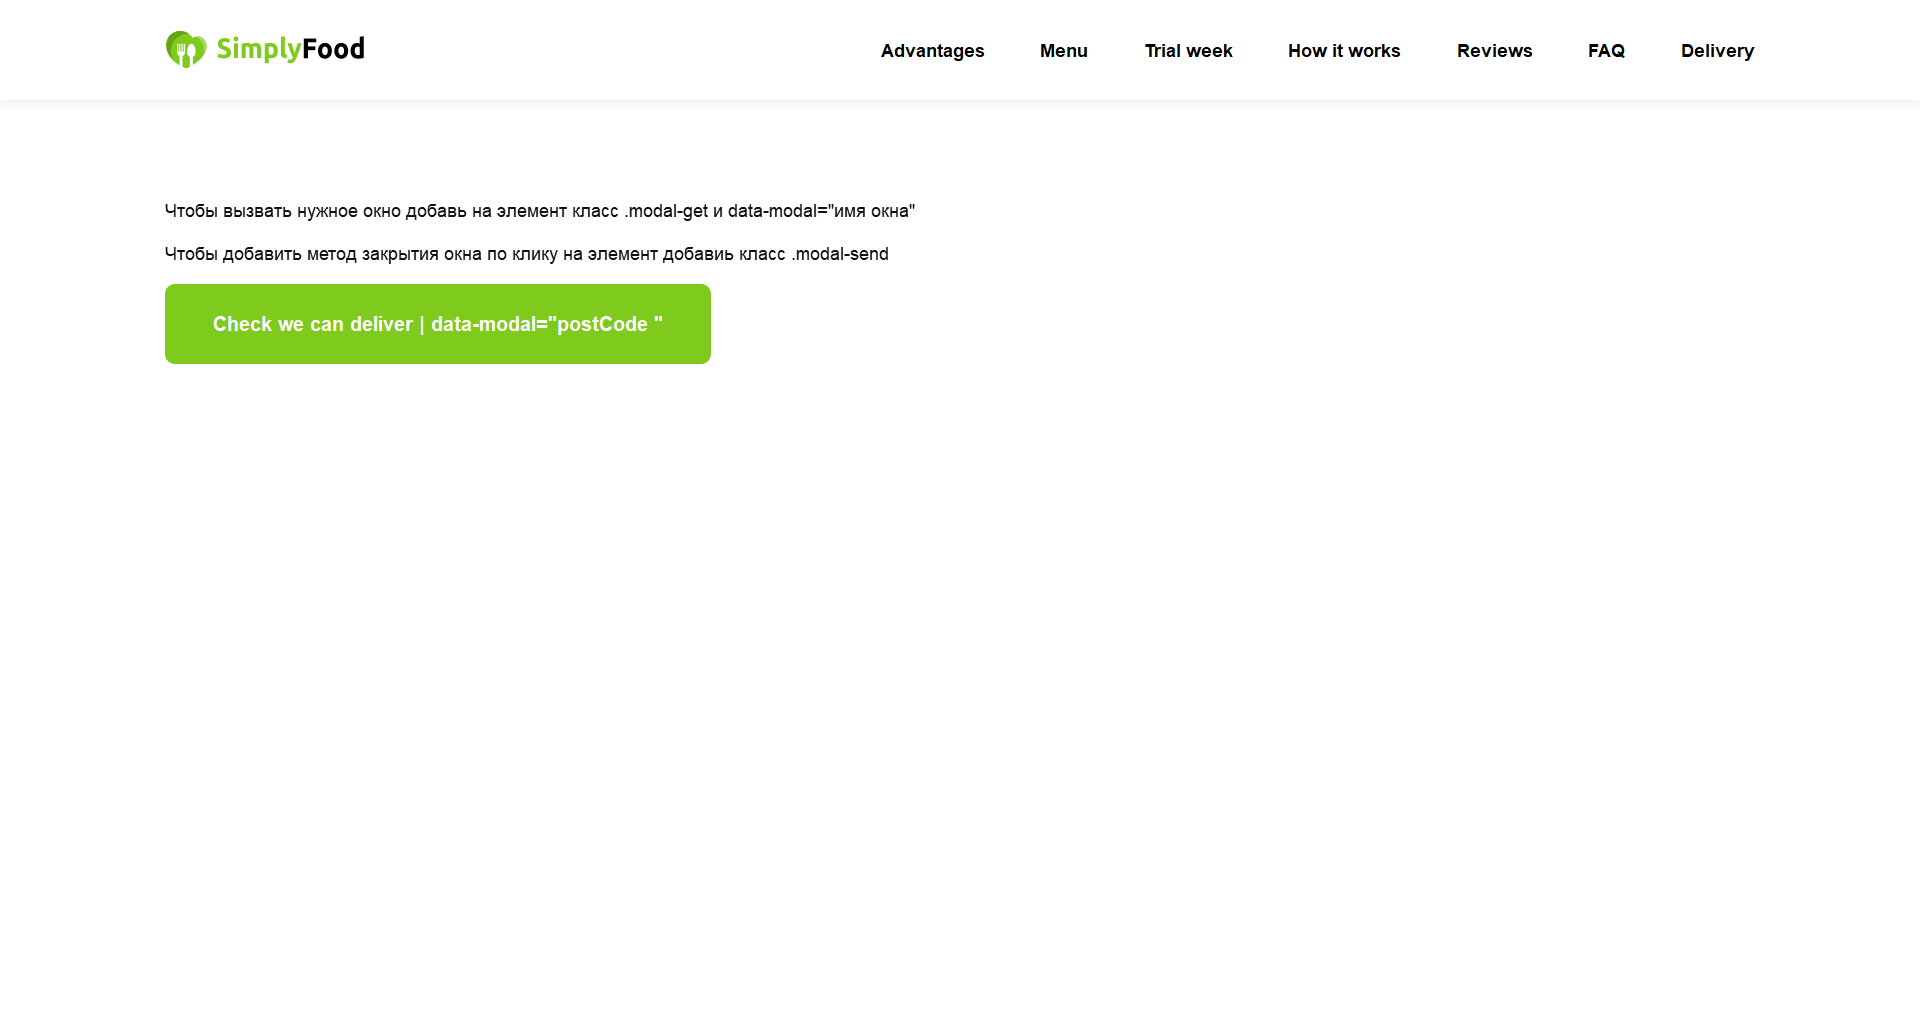 SimplyFood
Advantages Menu Trial week How it works Reviews FAQ Delivery
Чтобы вызвать нужное окно добавь на элемент класс .modal-get и data-modal="имя окна"
Чтобы добавить метод закрытия окна по клику на элемент добавиь класс .modal-send
Check we can deliver | data-modal="postCode "